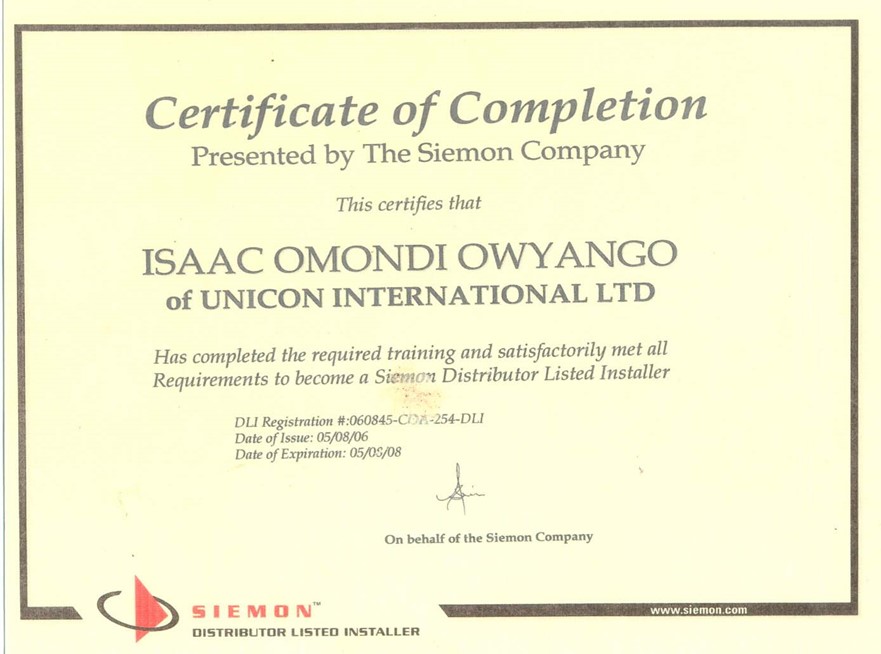 Certificate of Completion
Presented by The Siemon Company
This certifies that
ISAAC OMONDI OWYANGO
of UNICON INTERNATIONAL LTD
Has completed the required training and satisfactorily met all
Requirements to become a Siemon Distributor Listed Installer
DLI Registration #:060845-CDA-254-DLI
Date of Issue: 05/08/06
Date of Expiration: 05/08/08
On behalf of the Siemon Company
www.siemon.com
SIEMON™
DISTRIBUTOR LISTED INSTALLER